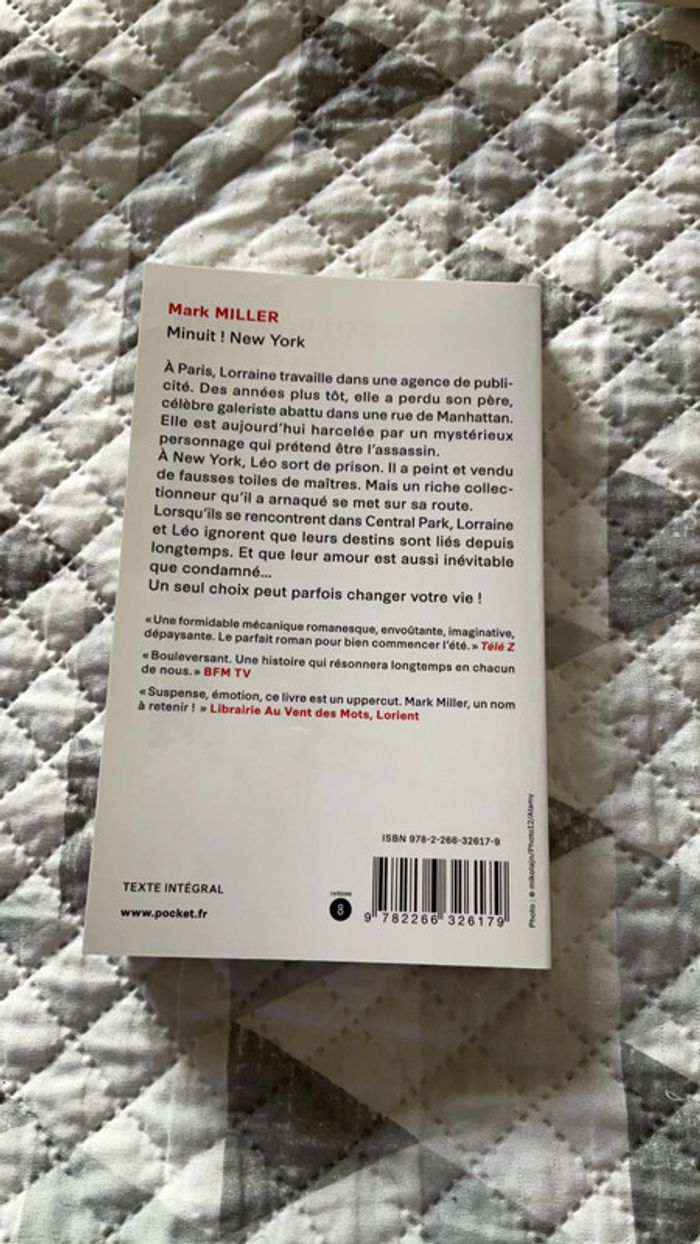 Mark MILLER
Minuit ! New York
À Paris, Lorraine travaille dans une agence de publi-
cité. Des années plus tôt, elle a perdu son père,
célèbre galeriste abattu dans une rue de Manhattan.
Elle est aujourd'hui harcelée par un mystérieux
personnage qui prétend être l'assassin.
À New York, Léo sort de prison. Il a peint et vendu
de fausses toiles de maîtres. Mais un riche collec-
tionneur qu'il a arnaqué se met sur sa route.
Lorsqu'ils se rencontrent dans Central Park, Lorraine
et Léo ignorent que leurs destins sont liés depuis
longtemps. Et que leur amour est aussi inévitable
que condamné...
Un seul choix peut parfois changer votre vie !
« Une formidable mécanique romanesque, envoûtante, imaginative,
dépaysante. Le parfait roman pour bien commencer l'été. » Télé Z
« Bouleversant. Une histoire qui résonnera longtemps en chacun
de nous. » BFM TV
« Suspense, émotion, ce livre est un uppercut. Mark Miller, un nom
à retenir ! » Librairie Au Vent des Mots, Lorient
ISBN 978-2-266-32617-9
TEXTE INTÉGRAL
www.pocket.fr
CATÉGORIE
8
9 782266 326179
Photo : © mikolajn/Photo12/Alamy